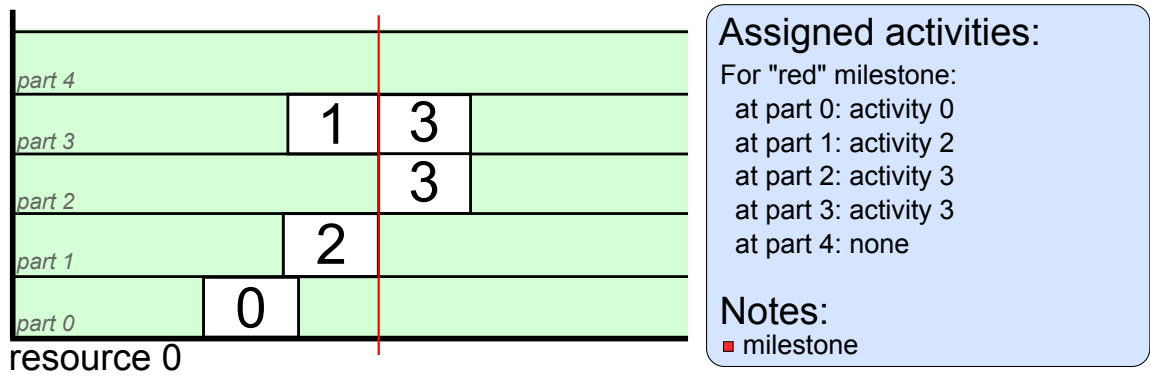 part 4
part 3
1
3
part 2
3
part 1
2
part 0
0
resource 0
Assigned activities:
For "red" milestone:
at part 0: activity 0
at part 1: activity 2
at part 2: activity 3
at part 3: activity 3
at part 4: none
Notes:
milestone